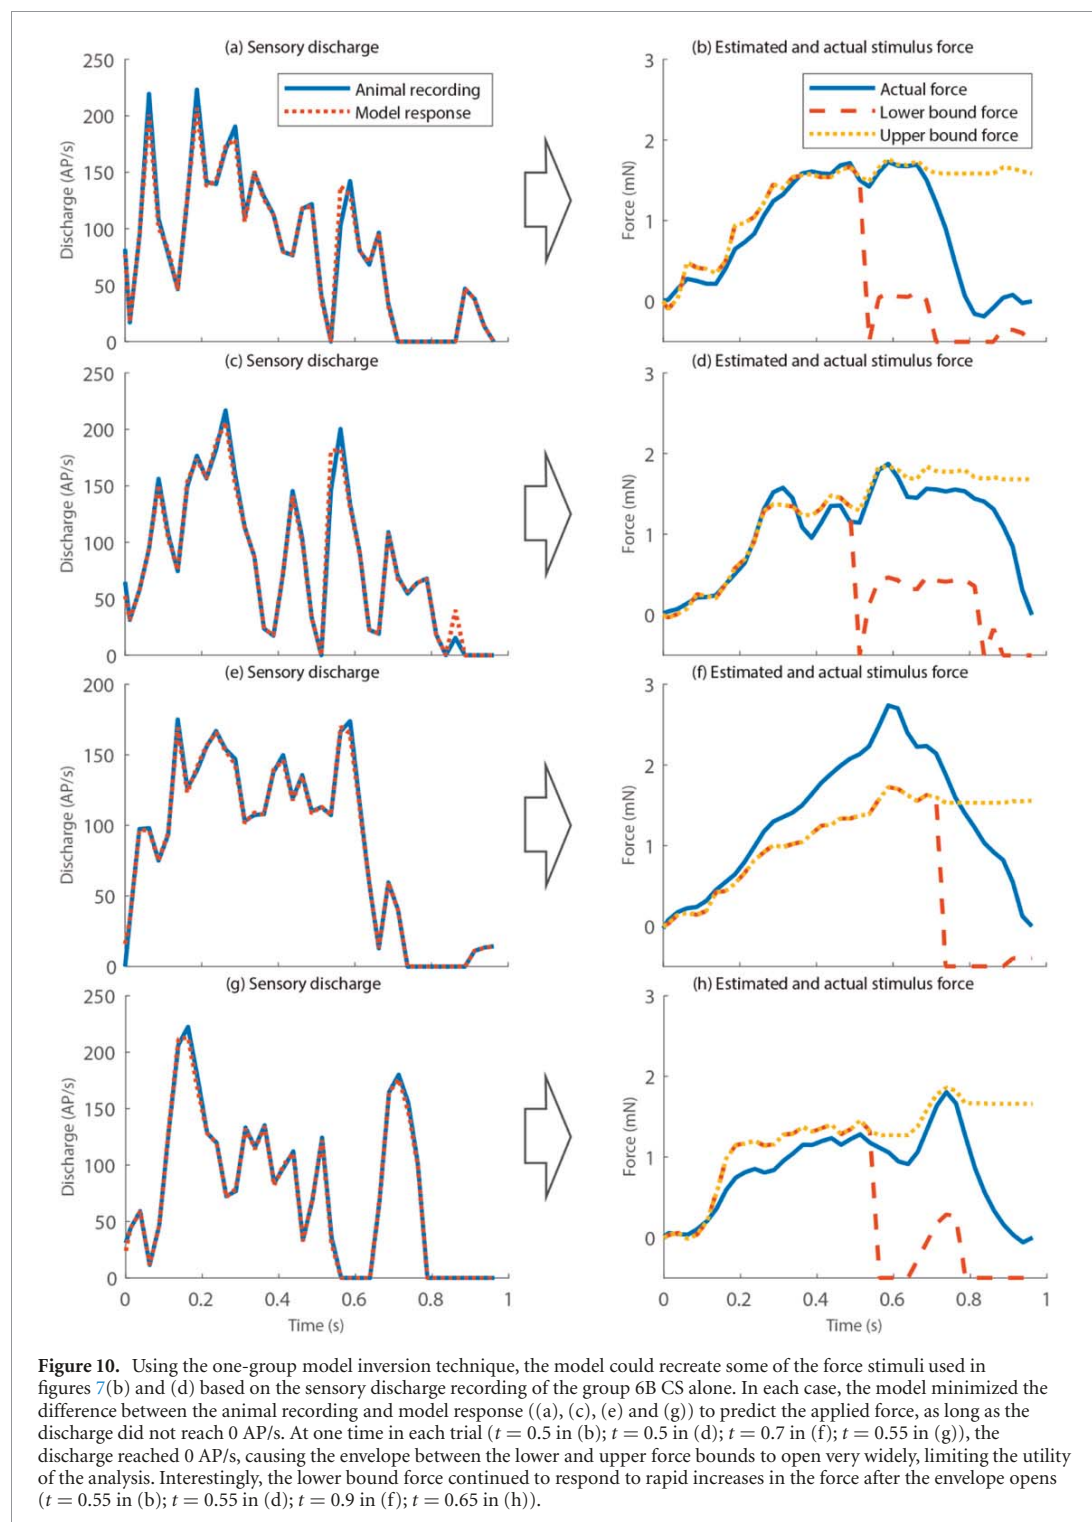 (a) Sensory discharge
(b) Estimated and actual stimulus force
250
200
150
100
50
0
Discharge (AP/s)
Animal recording
Model response
3
2
1
0
Force (mN)
Actual force
Lower bound force
Upper bound force
(c) Sensory discharge
(d) Estimated and actual stimulus force
250
200
150
100
50
0
Discharge (AP/s)
3
2
1
0
Force (mN)
(e) Sensory discharge
(f) Estimated and actual stimulus force
200
150
100
50
0
Discharge (AP/s)
3
2
1
0
Force (mN)
(g) Sensory discharge
(h) Estimated and actual stimulus force
250
200
150
100
50
0
Discharge (AP/s)
0 0.2 0.4 0.6 0.8 1
Time (s)
3
2
1
0
Force (mN)
0 0.2 0.4 0.6 0.8 1
Time (s)
Figure 10. Using the one-group model inversion technique, the model could recreate some of the force stimuli used in
figures 7(b) and (d) based on the sensory discharge recording of the group 6B CS alone. In each case, the model minimized the
difference between the animal recording and model response ((a), (c), (e) and (g)) to predict the applied force, as long as the
discharge did not reach 0 AP/s. At one time in each trial (t = 0.5 in (b); t = 0.5 in (d); t = 0.7 in (f); t = 0.55 in (g)), the
discharge reached 0 AP/s, causing the envelope between the lower and upper force bounds to open very widely, limiting the utility
of the analysis. Interestingly, the lower bound force continued to respond to rapid increases in the force after the envelope opens
(t = 0.55 in (b); t = 0.55 in (d); t = 0.9 in (f); t = 0.65 in (h)).